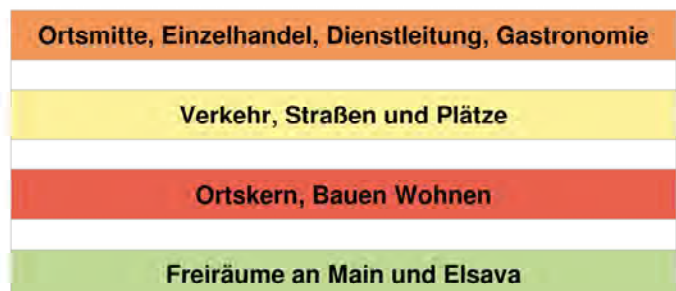 Ortsmitte, Einzelhandel, Dienstleitung, Gastronomie
Verkehr, Straßen und Plätze
Ortskern, Bauen Wohnen
Freiräume an Main und Elsava